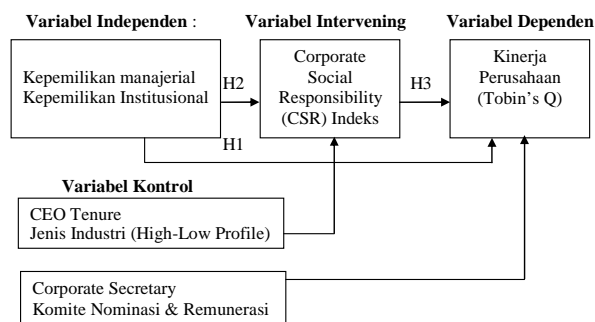 Variabel Independen :
Variabel Intervening
Variabel Dependen
Kepemilikan manajerial
Kepemilikan Institusional
H2
Corporate
Social
Responsibility
(CSR) Indeks
H3
Kinerja
Perusahaan
(Tobin's Q)
H1
Variabel Kontrol
CEO Tenure
Jenis Industri (High-Low Profile)
Corporate Secretary
Komite Nominasi & Remunerasi